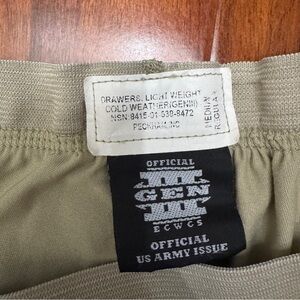 DRAWERS, LIGHT WEIGHT
COLD WEATHER(GENIII)
NSN:8415-01-538-8472
PECKHAM INC
MEDIUM
REGULAR
OFFICIAL
III
GEN
III
ECWCS
OFFICIAL
US ARMY ISSUE